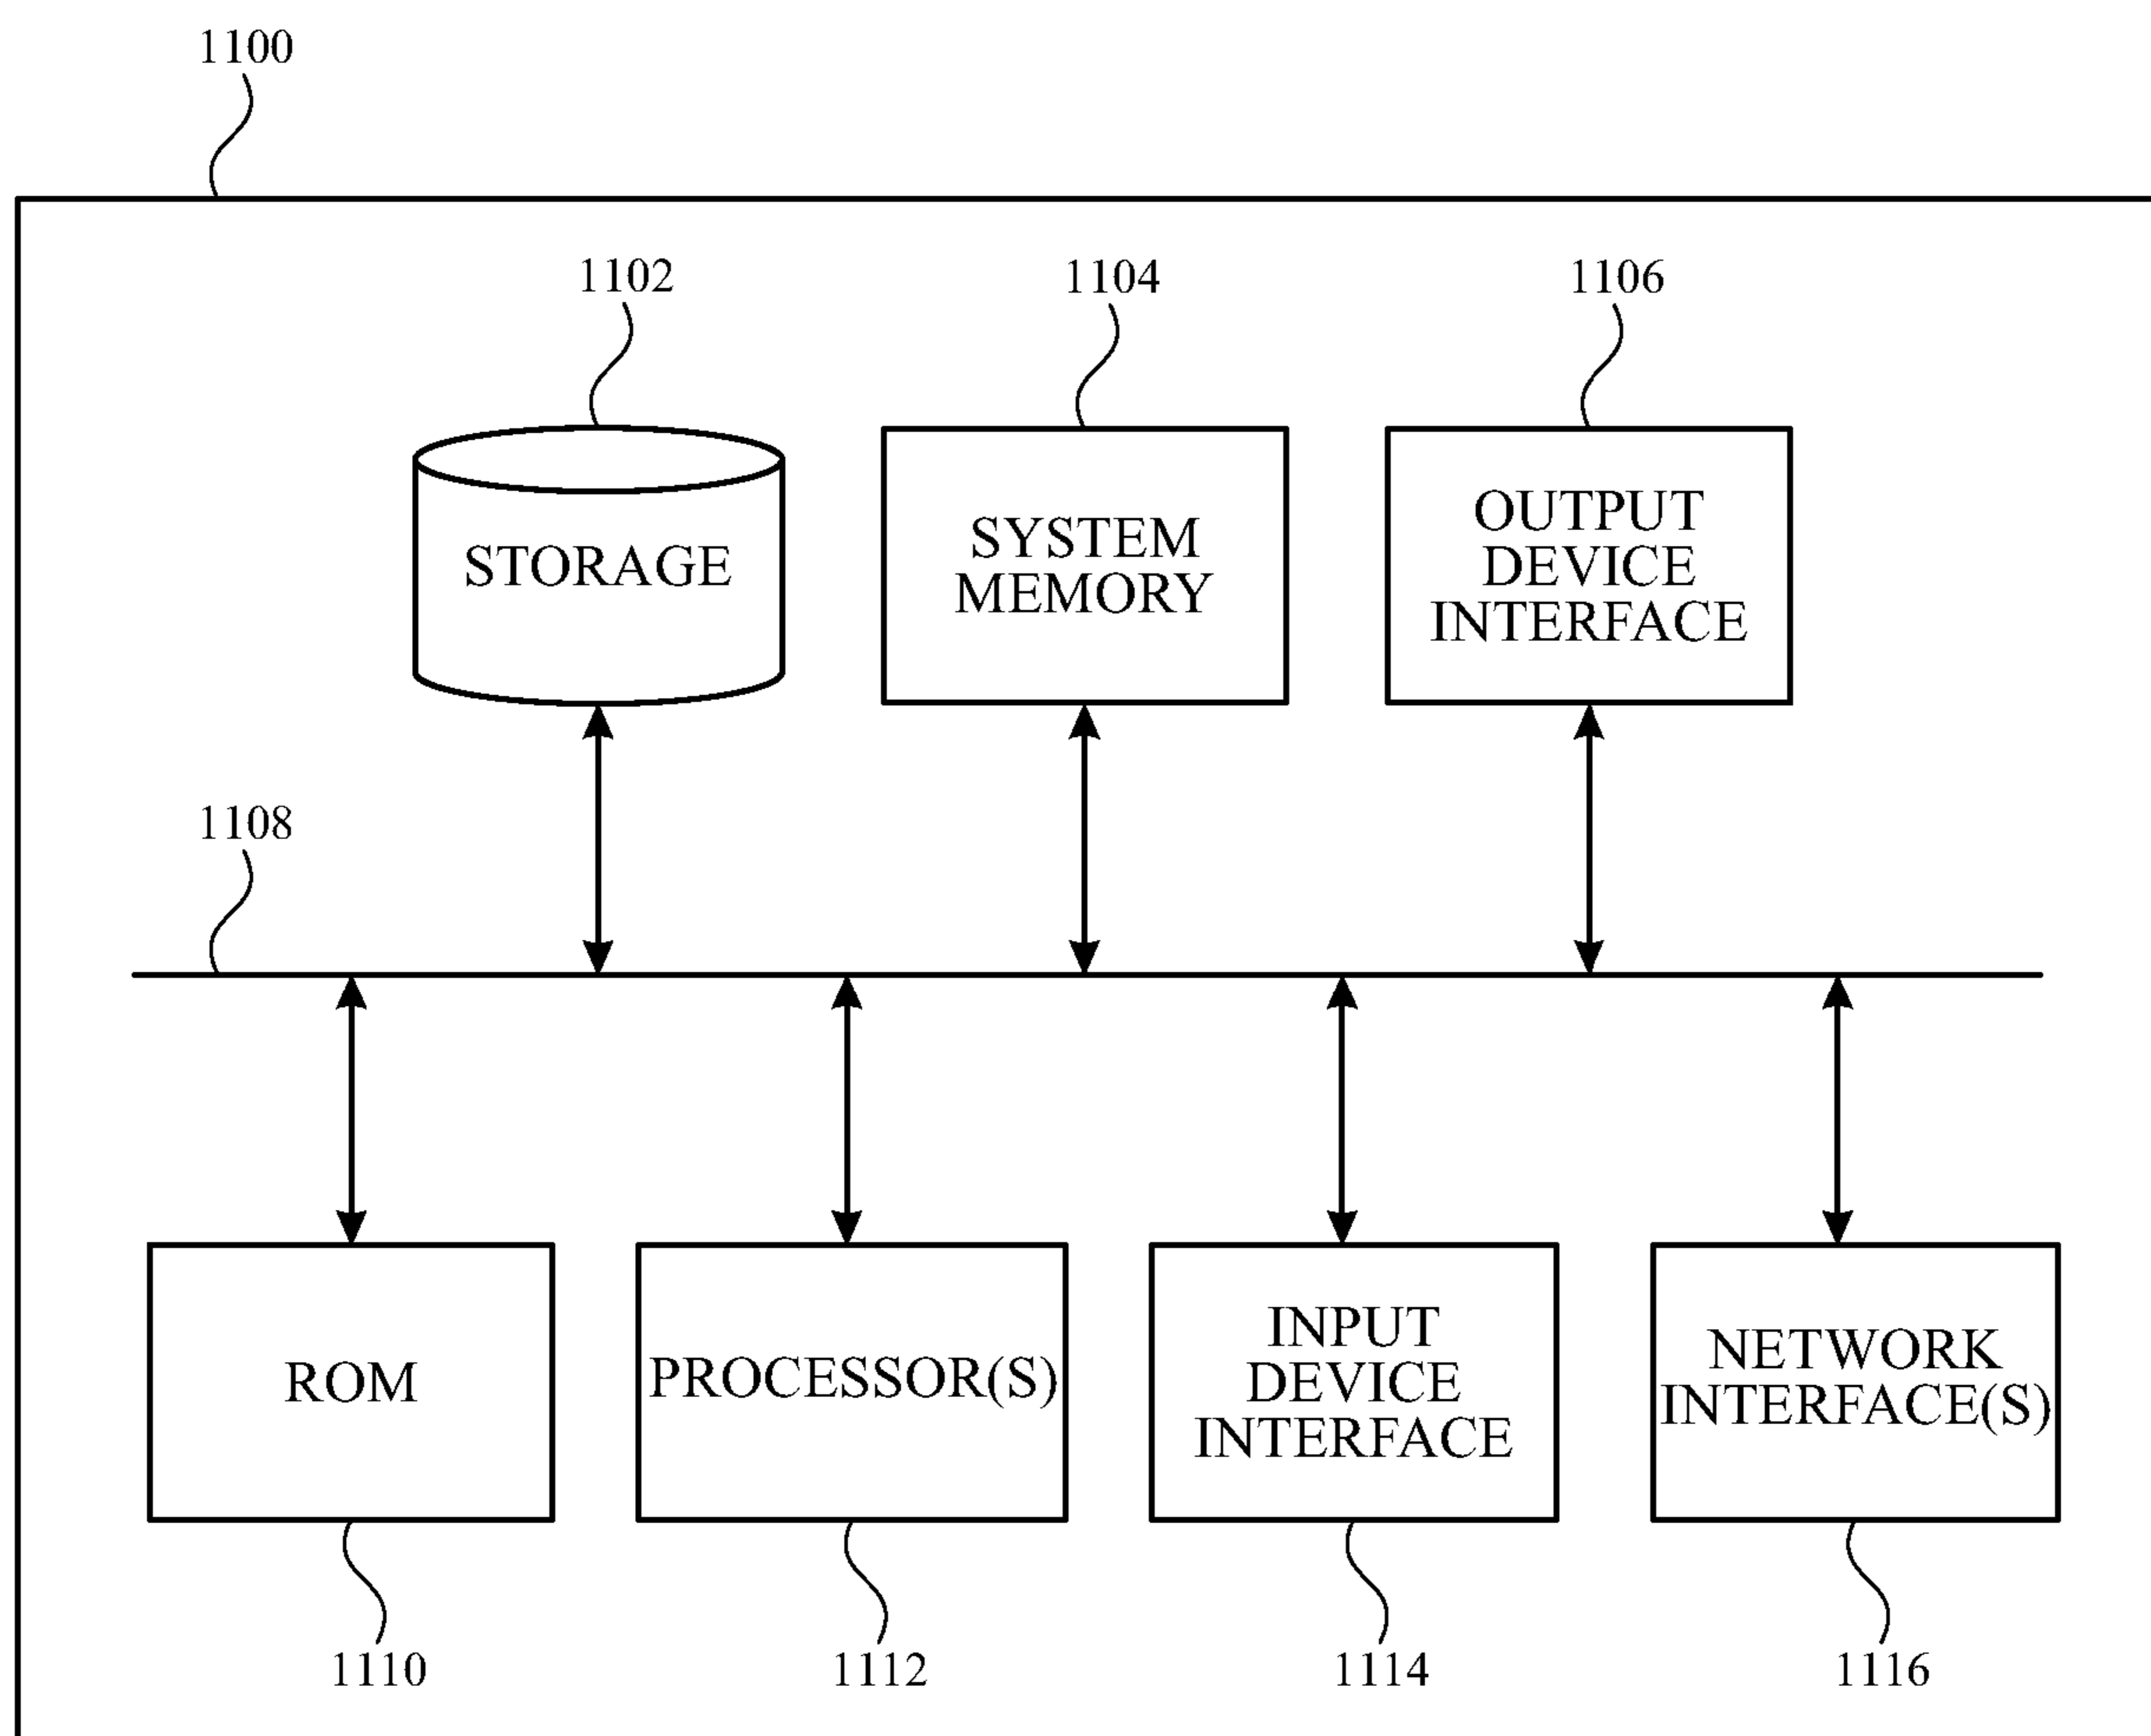 1100
1102
1104
1106
STORAGE
SYSTEM
MEMORY
OUTPUT
DEVICE
INTERFACE
1108
ROM
PROCESSOR(S)
INPUT
DEVICE
INTERFACE
NETWORK
INTERFACE(S)
1110
1112
1114
1116